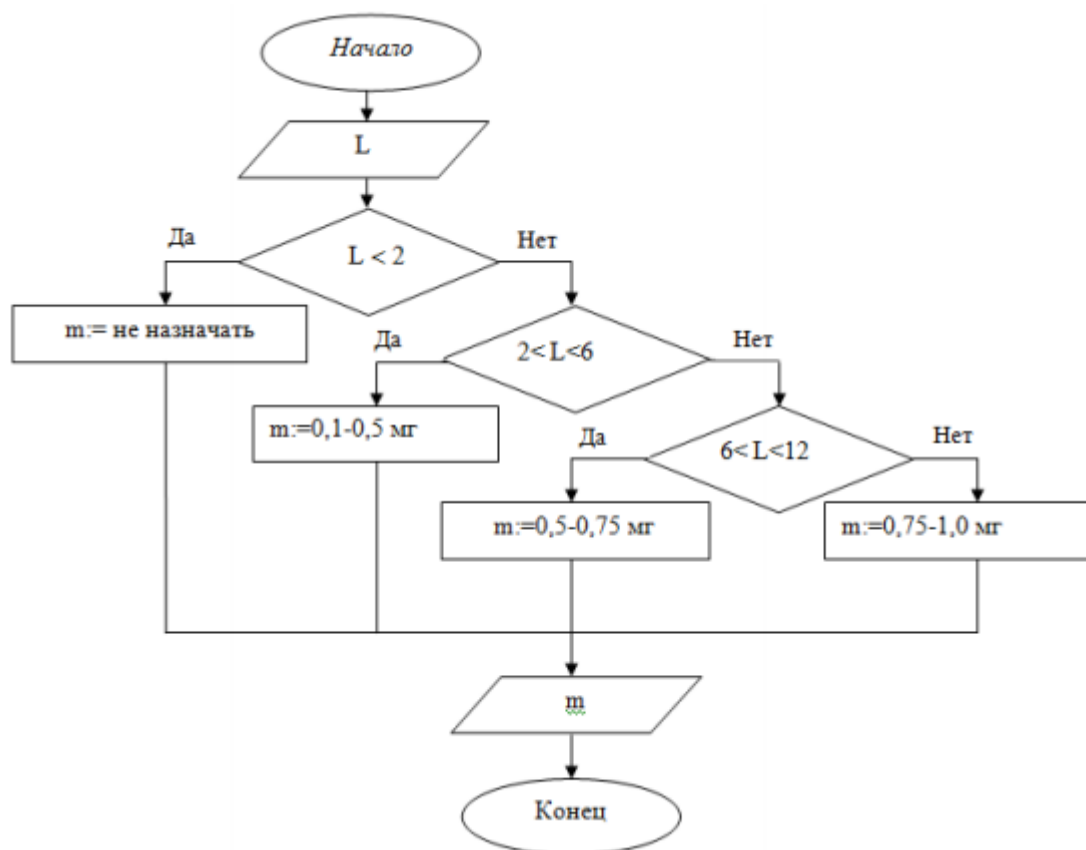 Начало
L
Да
L < 2
Нет
m:= не назначать
Да
2< L<6
Нет
m:=0,1-0,5 мг
Да
6< L<12
Нет
m:=0,5-0,75 мг
m:=0,75-1,0 мг
m
Конец